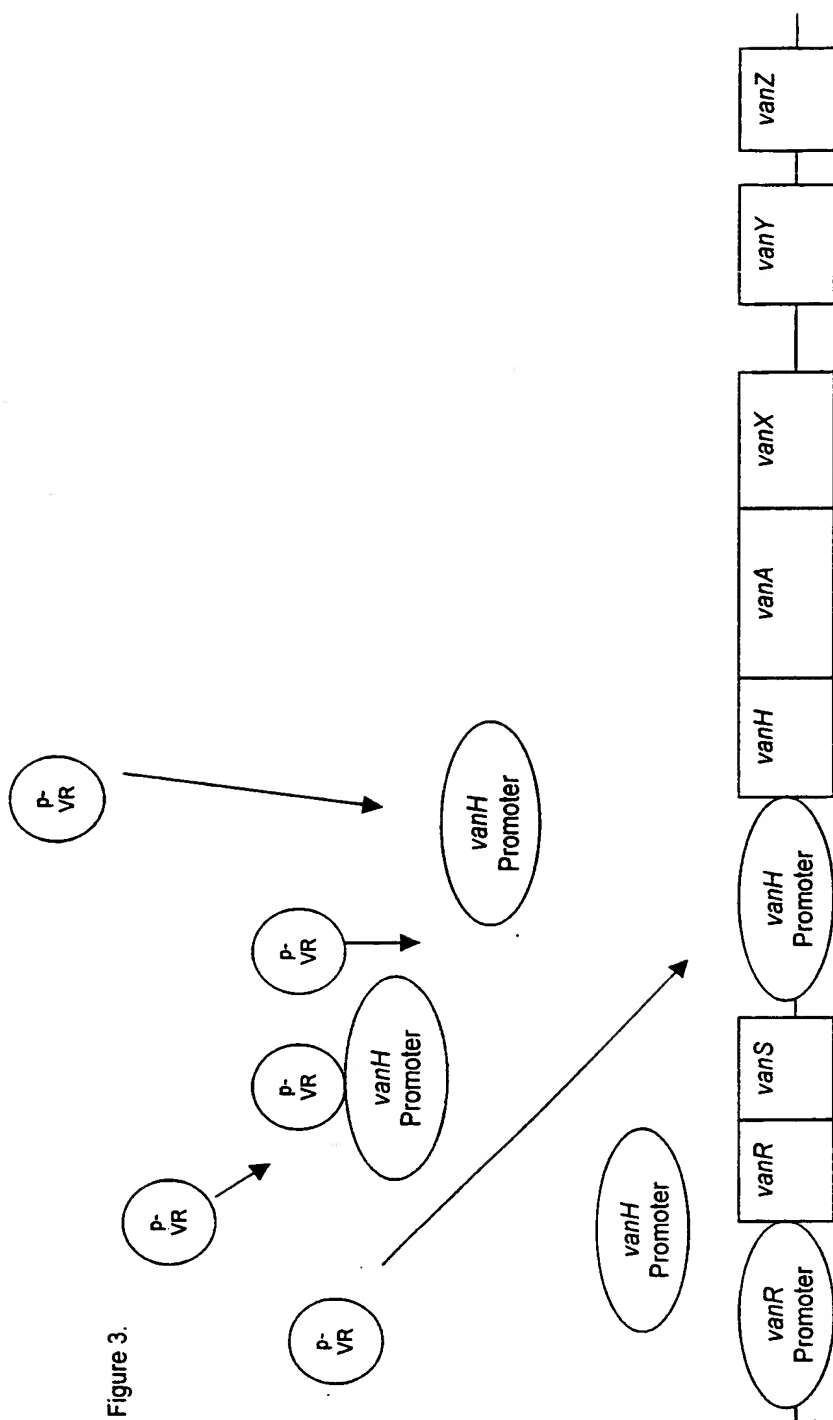 Figure 3.
p-
VR
p-
VR
p-
VR
p-
VR
p-
VR
vanH
Promoter
vanH
Promoter
vanH
Promoter
vanR
Promoter
vanR
vanS
vanH
Promoter
vanH
vanA
vanX
vanY
vanZ